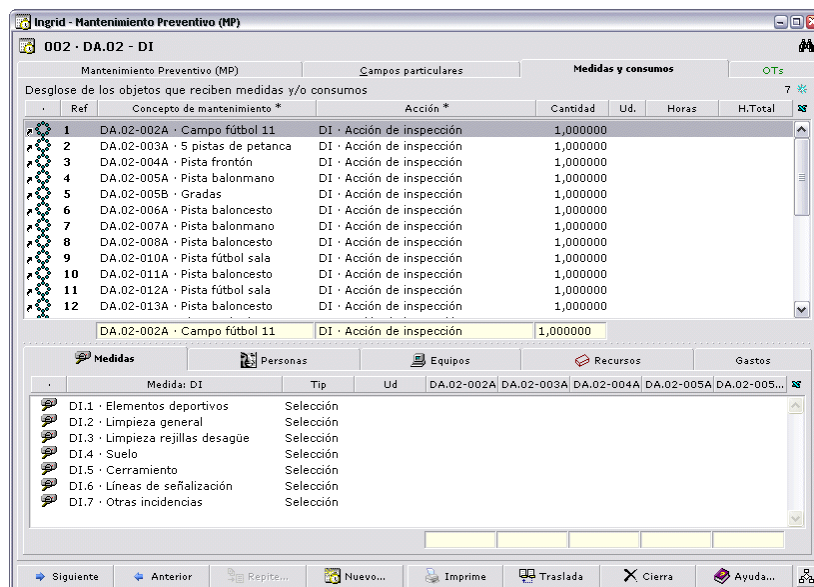 Ingrid - Mantenimiento Preventivo (MP)
002 · DA.02 - DI
Mantenimiento Preventivo (MP) Campos particulares Medidas y consumos OTs
Desglose de los objetos que reciben medidas y/o consumos 7
· Ref Concepto de mantenimiento * Acción * Cantidad Ud. Horas H.Total
1 DA.02-002A · Campo fútbol 11 DI · Acción de inspección 1,000000
2 DA.02-003A · 5 pistas de petanca DI · Acción de inspección 1,000000
3 DA.02-004A · Pista frontón DI · Acción de inspección 1,000000
4 DA.02-005A · Pista balonmano DI · Acción de inspección 1,000000
5 DA.02-005B · Gradas DI · Acción de inspección 1,000000
6 DA.02-006A · Pista baloncesto DI · Acción de inspección 1,000000
7 DA.02-007A · Pista balonmano DI · Acción de inspección 1,000000
8 DA.02-008A · Pista baloncesto DI · Acción de inspección 1,000000
9 DA.02-010A · Pista fútbol sala DI · Acción de inspección 1,000000
10 DA.02-011A · Pista baloncesto DI · Acción de inspección 1,000000
11 DA.02-012A · Pista fútbol sala DI · Acción de inspección 1,000000
12 DA.02-013A · Pista baloncesto DI · Acción de inspección 1,000000
DA.02-002A · Campo fútbol 11 DI · Acción de inspección 1,000000
Medidas Personas Equipos Recursos Gastos
· Medida: DI Tip Ud DA.02-002A DA.02-003A DA.02-004A DA.02-005A DA.02-005...
DI.1 · Elementos deportivos Selección
DI.2 · Limpieza general Selección
DI.3 · Limpieza rejillas desagüe Selección
DI.4 · Suelo Selección
DI.5 · Cerramiento Selección
DI.6 · Líneas de señalización Selección
DI.7 · Otras incidencias Selección
Siguiente Anterior Repite... Nuevo... Imprime Traslada Cierra Ayuda...